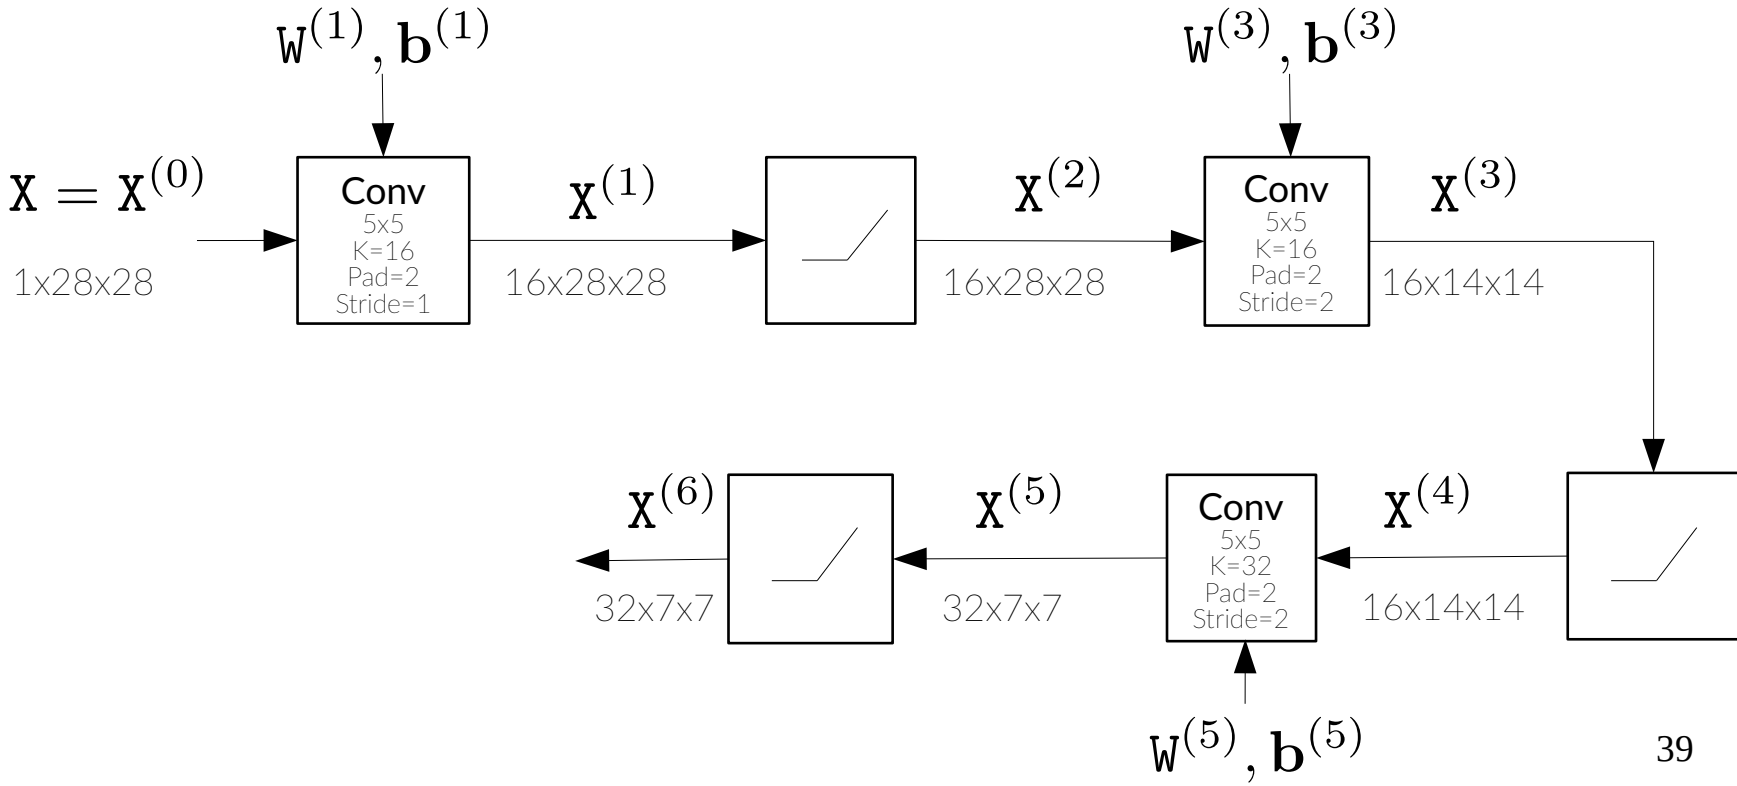 W^(1), b^(1)
W^(3), b^(3)
X = X^(0)
1x28x28
Conv
5x5
K=16
Pad=2
Stride=1
X^(1)
16x28x28
X^(2)
16x28x28
Conv
5x5
K=16
Pad=2
Stride=2
X^(3)
16x14x14
X^(6)
32x7x7
X^(5)
32x7x7
Conv
5x5
K=32
Pad=2
Stride=2
X^(4)
16x14x14
W^(5), b^(5)
39